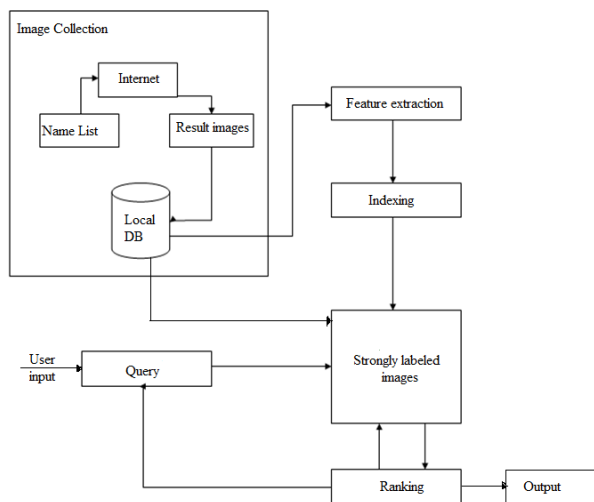 Image Collection
Internet
Name List
Result images
Local
DB
Feature extraction
Indexing
Strongly labeled
images
User
input
Query
Ranking
Output